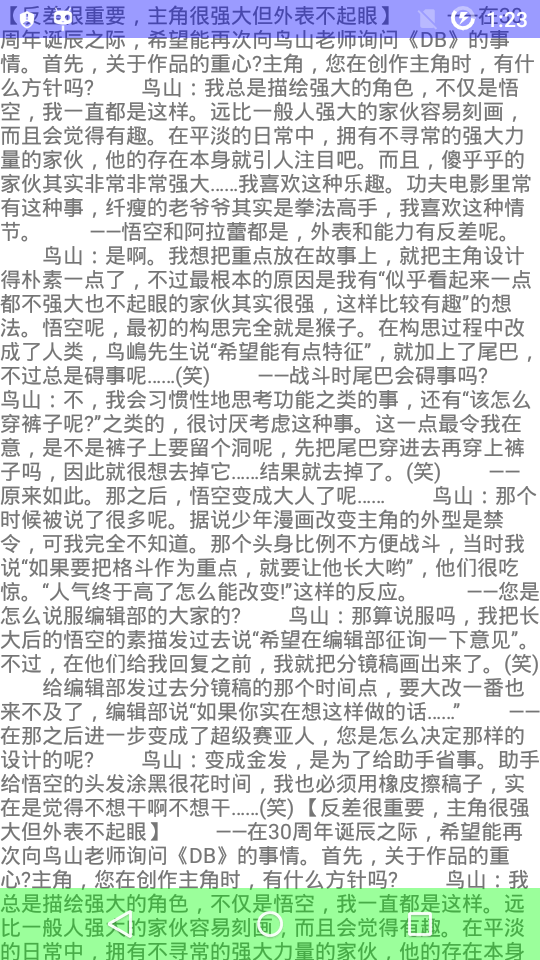 【反差很重要，主角很强大但外表不起眼】 ——在30
1:23
周年诞辰之际，希望能再次向鸟山老师询问《DB》的事
情。首先，关于作品的重心?主角，您在创作主角时，有什
么方针吗? 鸟山：我总是描绘强大的角色，不仅是悟
空，我一直都是这样。远比一般人强大的家伙容易刻画，
而且会觉得有趣。在平淡的日常中，拥有不寻常的强大力
量的家伙，他的存在本身就引人注目吧。而且，傻乎乎的
家伙其实非常非常强大……我喜欢这种乐趣。功夫电影里常
有这种事，纤瘦的老爷爷其实是拳法高手，我喜欢这种情
节。 ——悟空和阿拉蕾都是，外表和能力有反差呢。
鸟山：是啊。我想把重点放在故事上，就把主角设计
得朴素一点了，不过最根本的原因是我有“似乎看起来一点
都不强大也不起眼的家伙其实很强，这样比较有趣”的想
法。悟空呢，最初的构思完全就是猴子。在构思过程中改
成了人类，鸟嶋先生说“希望能有点特征”，就加上了尾巴，
不过总是碍事呢……(笑) ——战斗时尾巴会碍事吗?
鸟山：不，我会习惯性地思考功能之类的事，还有“该怎么
穿裤子呢?”之类的，很讨厌考虑这种事。这一点最令我在
意，是不是裤子上要留个洞呢，先把尾巴穿进去再穿上裤
子吗，因此就很想去掉它……结果就去掉了。(笑) ——
原来如此。那之后，悟空变成大人了呢…… 鸟山：那个
时候被说了很多呢。据说少年漫画改变主角的外型是禁
令，可我完全不知道。那个头身比例不方便战斗，当时我
说“如果要把格斗作为重点，就要让他长大哟”，他们很吃
惊。“人气终于高了怎么能改变!”这样的反应。 ——您是
怎么说服编辑部的大家的? 鸟山：那算说服吗，我把长
大后的悟空的素描发过去说“希望在编辑部征询一下意见”。
不过，在他们给我回复之前，我就把分镜稿画出来了。(笑)
给编辑部发过去分镜稿的那个时间点，要大改一番也
来不及了，编辑部说“如果你实在想这样做的话……” ——
在那之后进一步变成了超级赛亚人，您是怎么决定那样的
设计的呢? 鸟山：变成金发，是为了给助手省事。助手
给悟空的头发涂黑很花时间，我也必须用橡皮擦稿子，实
在是觉得不想干啊不想干……(笑) 【反差很重要，主角很强
大但外表不起眼】 ——在30周年诞辰之际，希望能再
次向鸟山老师询问《DB》的事情。首先，关于作品的重
心?主角，您在创作主角时，有什么方针吗? 鸟山：我
总是描绘强大的角色，不仅是悟空，我一直都是这样。远
比一般人强大的家伙容易刻画，而且会觉得有趣。在平淡
的日常中，拥有不寻常的强大力量的家伙，他的存在本身